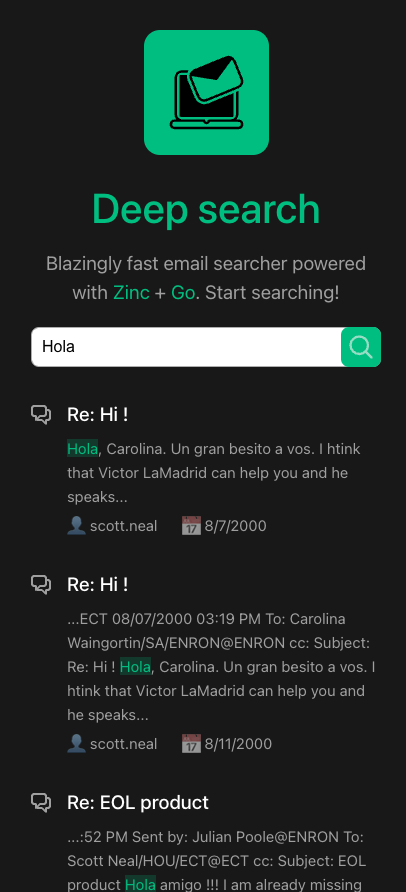 Deep search
Blazingly fast email searcher powered
with Zinc + Go. Start searching!
Hola
Re: Hi !
Hola, Carolina. Un gran besito a vos. I htink
that Victor LaMadrid can help you and he
speaks...
scott.neal 8/7/2000
Re: Hi !
...ECT 08/07/2000 03:19 PM To: Carolina
Waingortin/SA/ENRON@ENRON cc: Subject:
Re: Hi ! Hola, Carolina. Un gran besito a vos. I
htink that Victor LaMadrid can help you and
he speaks...
scott.neal 8/11/2000
Re: EOL product
...:52 PM Sent by: Julian Poole@ENRON To:
Scott Neal/HOU/ECT@ECT cc: Subject: EOL
product Hola amigo !!! I am already missing